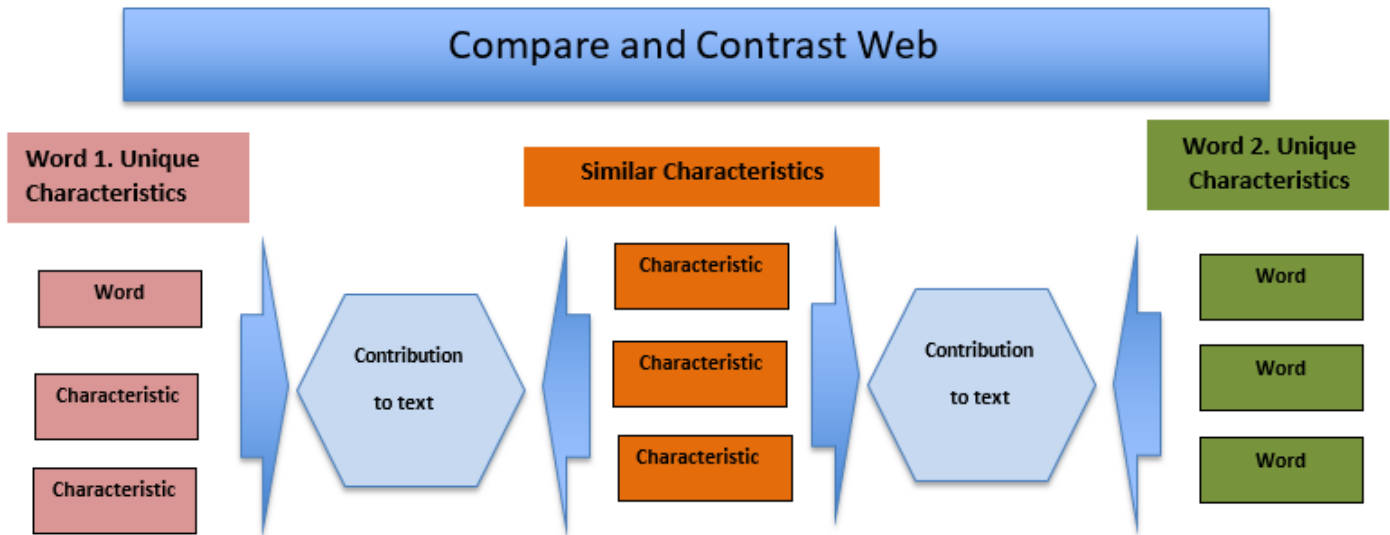 Compare and Contrast Web
Word 1. Unique
Characteristics
Similar Characteristics
Word 2. Unique
Characteristics
Word
Characteristic
Characteristic
Contribution
to text
Characteristic
Characteristic
Characteristic
Contribution
to text
Word
Word
Word